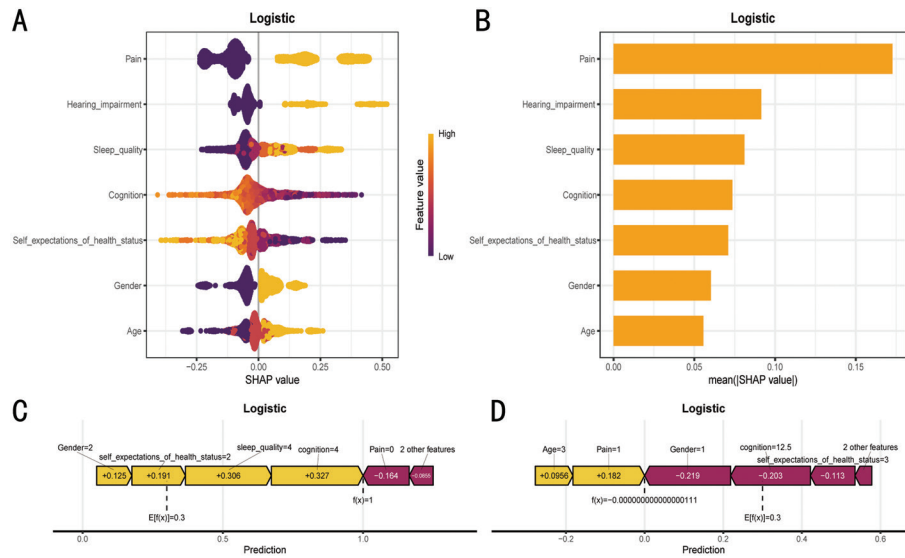 A
Logistic
Pain
Hearing_impairment
Sleep_quality
Cognition
Self_expectations_of_health_status
Gender
Age
−0.25
0.00
0.25
0.50
SHAP value
High
Feature value
Low
B
Logistic
Pain
Hearing_impairment
Sleep_quality
Cognition
Self_expectations_of_health_status
Gender
Age
0.00
0.05
0.10
0.15
mean(|SHAP value|)
C
Logistic
Gender=2
self_expectations_of_health_status=2
sleep_quality=4
cognition=4
Pain=0
2 other features
+0.125
+0.191
+0.306
+0.327
−0.164
−0.0855
E[f(x)]=0.3
f(x)=1
0.0
0.5
1.0
Prediction
D
Logistic
Age=3
Pain=1
Gender=1
cognition=12.5
self_expectations_of_health_status=3
2 other features
+0.0956
+0.182
−0.219
−0.203
−0.113
f(x)=−0.000000000000000111
E[f(x)]=0.3
−0.2
0.0
0.2
0.4
0.6
Prediction